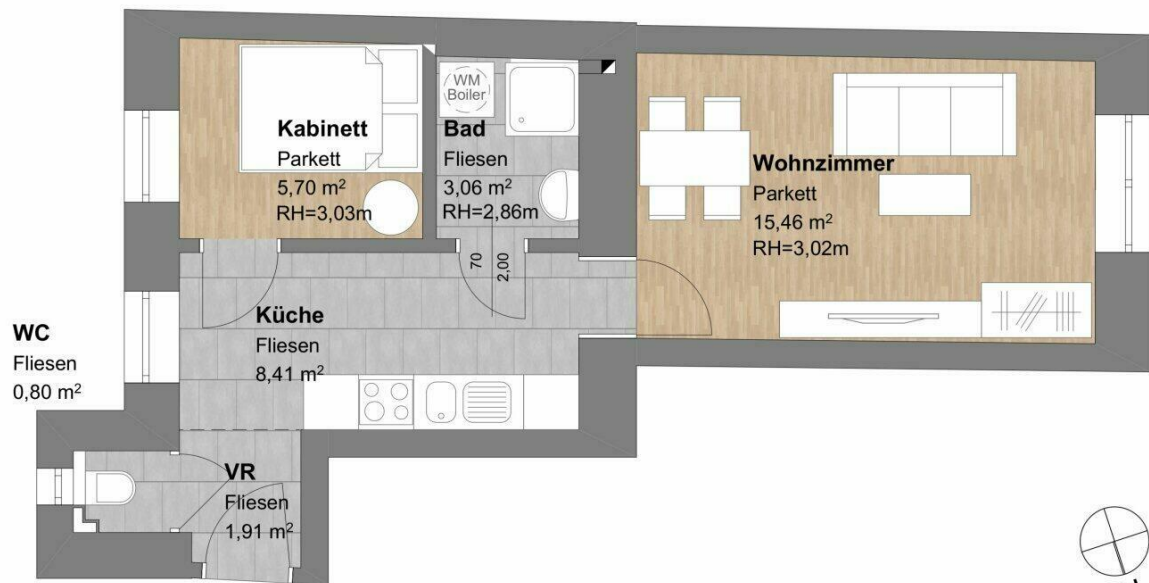 Kabinett
Parkett
5,70 m²
RH=3,03m
WM
Boiler
Bad
Fliesen
3,06 m²
RH=2,86m
Wohnzimmer
Parkett
15,46 m²
RH=3,02m
70
2,00
Küche
Fliesen
8,41 m²
WC
Fliesen
0,80 m²
VR
Fliesen
1,91 m²